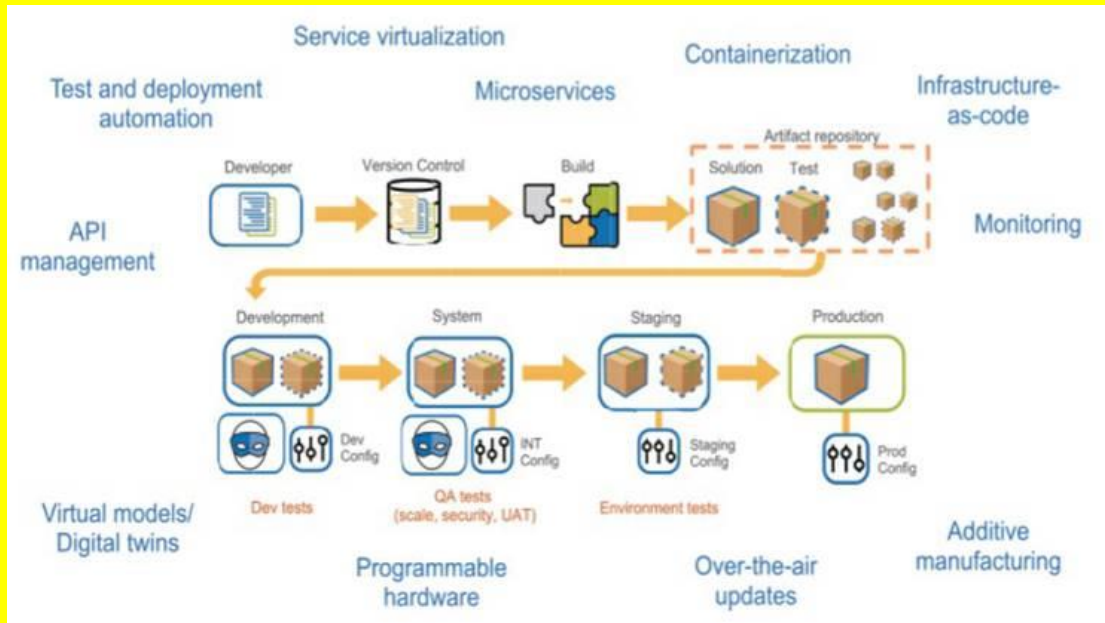 Service virtualization
Containerization
Test and deployment
automation
Microservices
Infrastructure-
as-code
Artifact repository
Developer
Version Control
Build
Solution
Test
API
management
Monitoring
Development
System
Staging
Production
Dev
Config
INT
Config
Staging
Config
Prod
Config
Dev tests
QA tests
(scale, security, UAT)
Environment tests
Virtual models/
Digital twins
Programmable
hardware
Over-the-air
updates
Additive
manufacturing